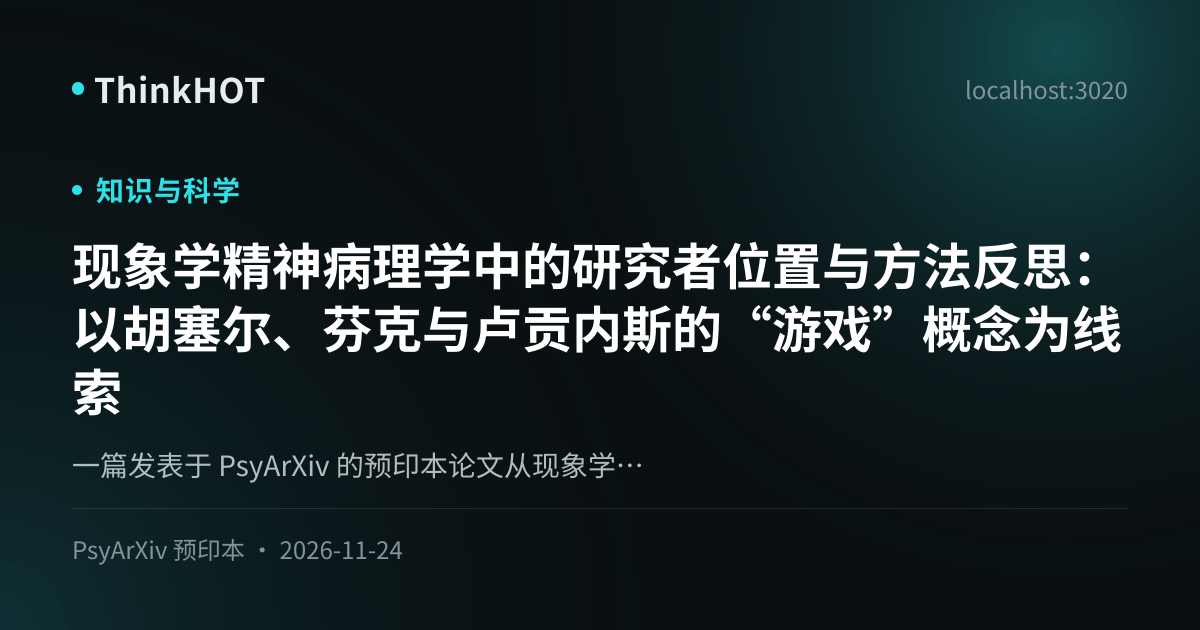 ThinkHOT
localhost:3020
知识与科学
现象学精神病理学中的研究者位置与方法反思：
以胡塞尔、芬克与卢贡内斯的“游戏”概念为线
索
一篇发表于 PsyArXiv 的预印本论文从现象学…
PsyArXiv 预印本 • 2026-11-24